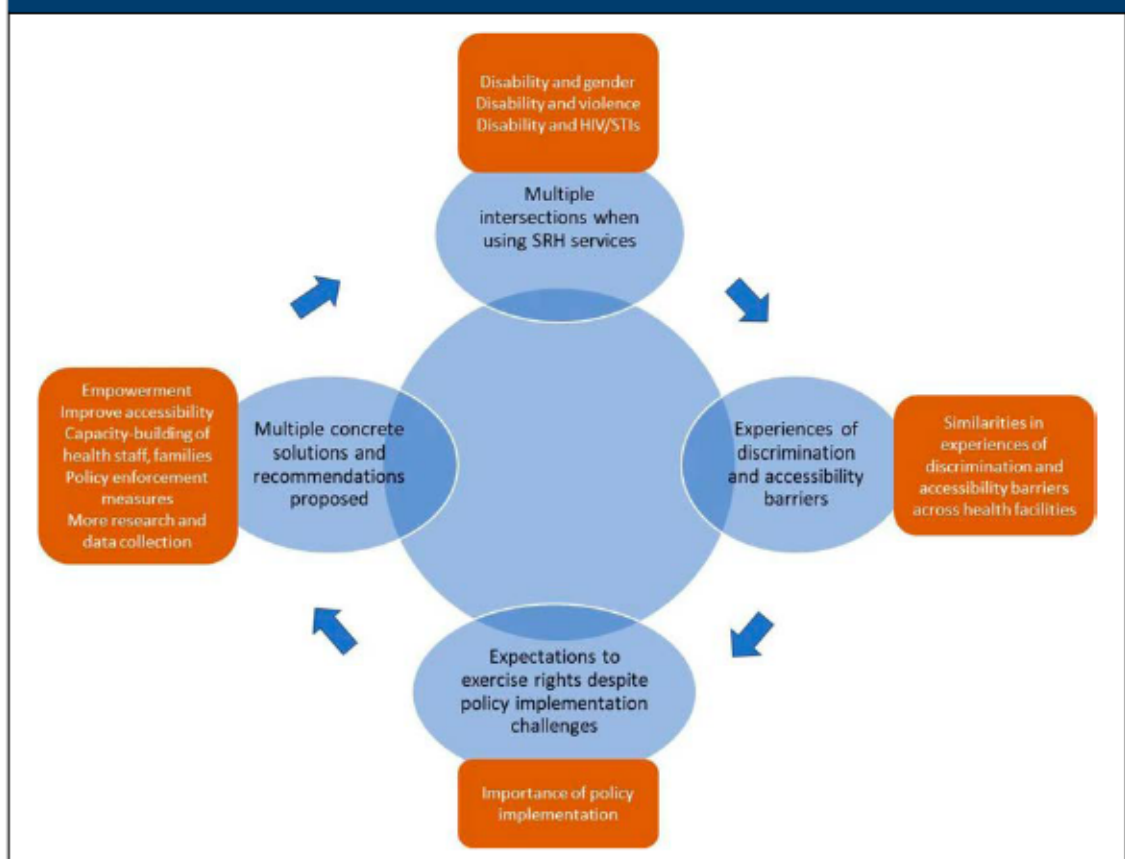 Disability and gender
Disability and violence
Disability and HIV/STIs
Multiple
intersections when
using SRH services
Experiences of
discrimination
and accessibility
barriers
Similarities in
experiences of
discrimination and
accessibility barriers
across health facilities
Expectations to
exercise rights despite
policy implementation
challenges
Importance of policy
implementation
Multiple concrete
solutions and
recommendations
proposed
Empowerment
Improve accessibility
Capacity-building of
health staff, families
Policy enforcement
measures
More research and
data collection